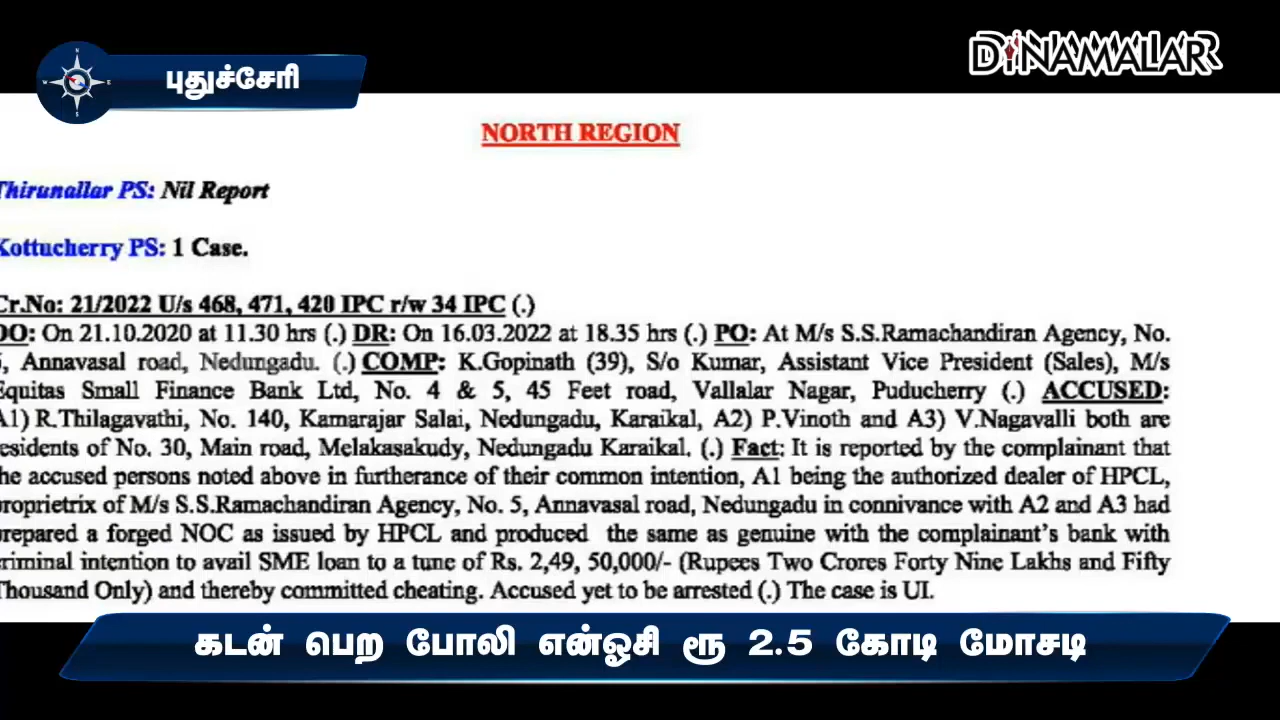 DINAMALAR
புதுச்சேரி
NORTH REGION
Thirunallar PS: Nil Report
Kottucherry PS: 1 Case.
Cr.No: 21/2022 U/s 468, 471, 420 IPC r/w 34 IPC (.)
DO: On 21.10.2020 at 11.30 hrs (.) DR: On 16.03.2022 at 18.35 hrs (.) PO: At M/s S.S.Ramachandiran Agency, No.
5, Annavasal road, Nedungadu. (.) COMP: K.Gopinath (39), S/o Kumar, Assistant Vice President (Sales), M/s
Equitas Small Finance Bank Ltd, No. 4 & 5, 45 Feet road, Vallalar Nagar, Puducherry (.) ACCUSED:
A1) R.Thilagavathi, No. 140, Kamarajar Salai, Nedungadu, Karaikal, A2) P.Vinoth and A3) V.Nagavalli both are
residents of No. 30, Main road, Melakasakudy, Nedungadu Karaikal. (.) Fact: It is reported by the complainant that
the accused persons noted above in furtherance of their common intention, A1 being the authorized dealer of HPCL,
proprietrix of M/s S.S.Ramachandiran Agency, No. 5, Annavasal road, Nedungadu in connivance with A2 and A3 had
prepared a forged NOC as issued by HPCL and produced the same as genuine with the complainant's bank with
criminal intention to avail SME loan to a tune of Rs. 2,49, 50,000/- (Rupees Two Crores Forty Nine Lakhs and Fifty
Thousand Only) and thereby committed cheating. Accused yet to be arrested (.) The case is UI.
கடன் பெற போலி என்ஓசி ரூ 2.5 கோடி மோசடி